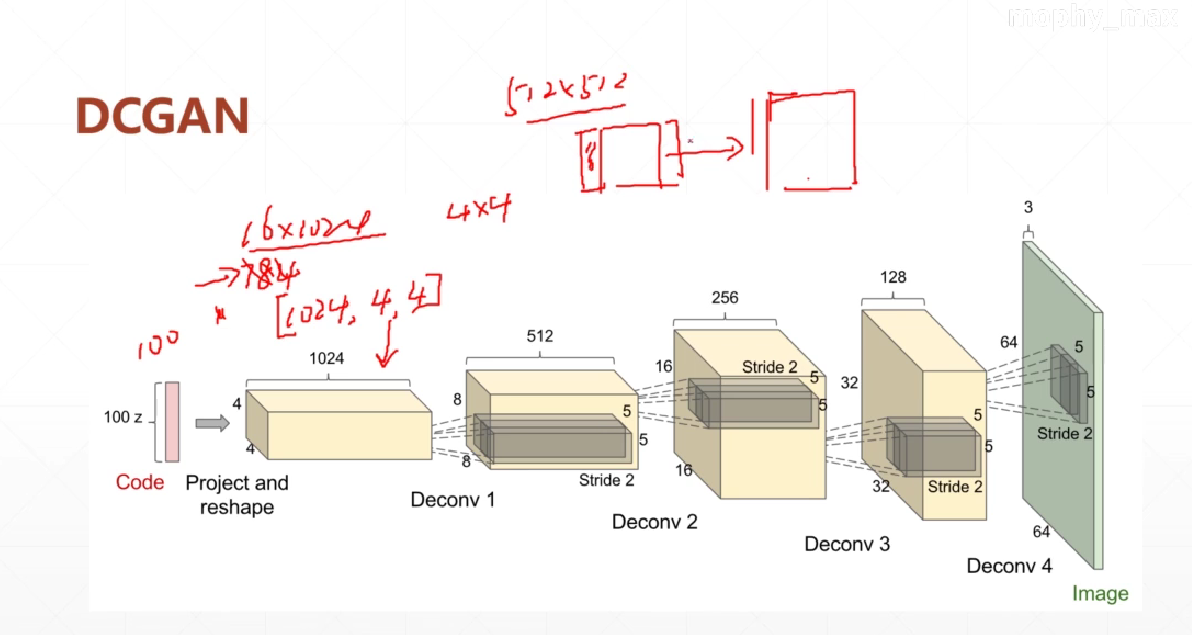 mophy_max
DCGAN
512x512
8
16x1024
4x4
→784
[1024, 4, 4]
100
3
128
256
512
1024
64
5
5
Stride 2
16
Stride 2
5
5
32
8
5
5
4
4
100 z
8
Stride 2
16
5
5
32
Stride 2
64
Code
Project and
reshape
Deconv 1
Deconv 2
Deconv 3
Deconv 4
Image